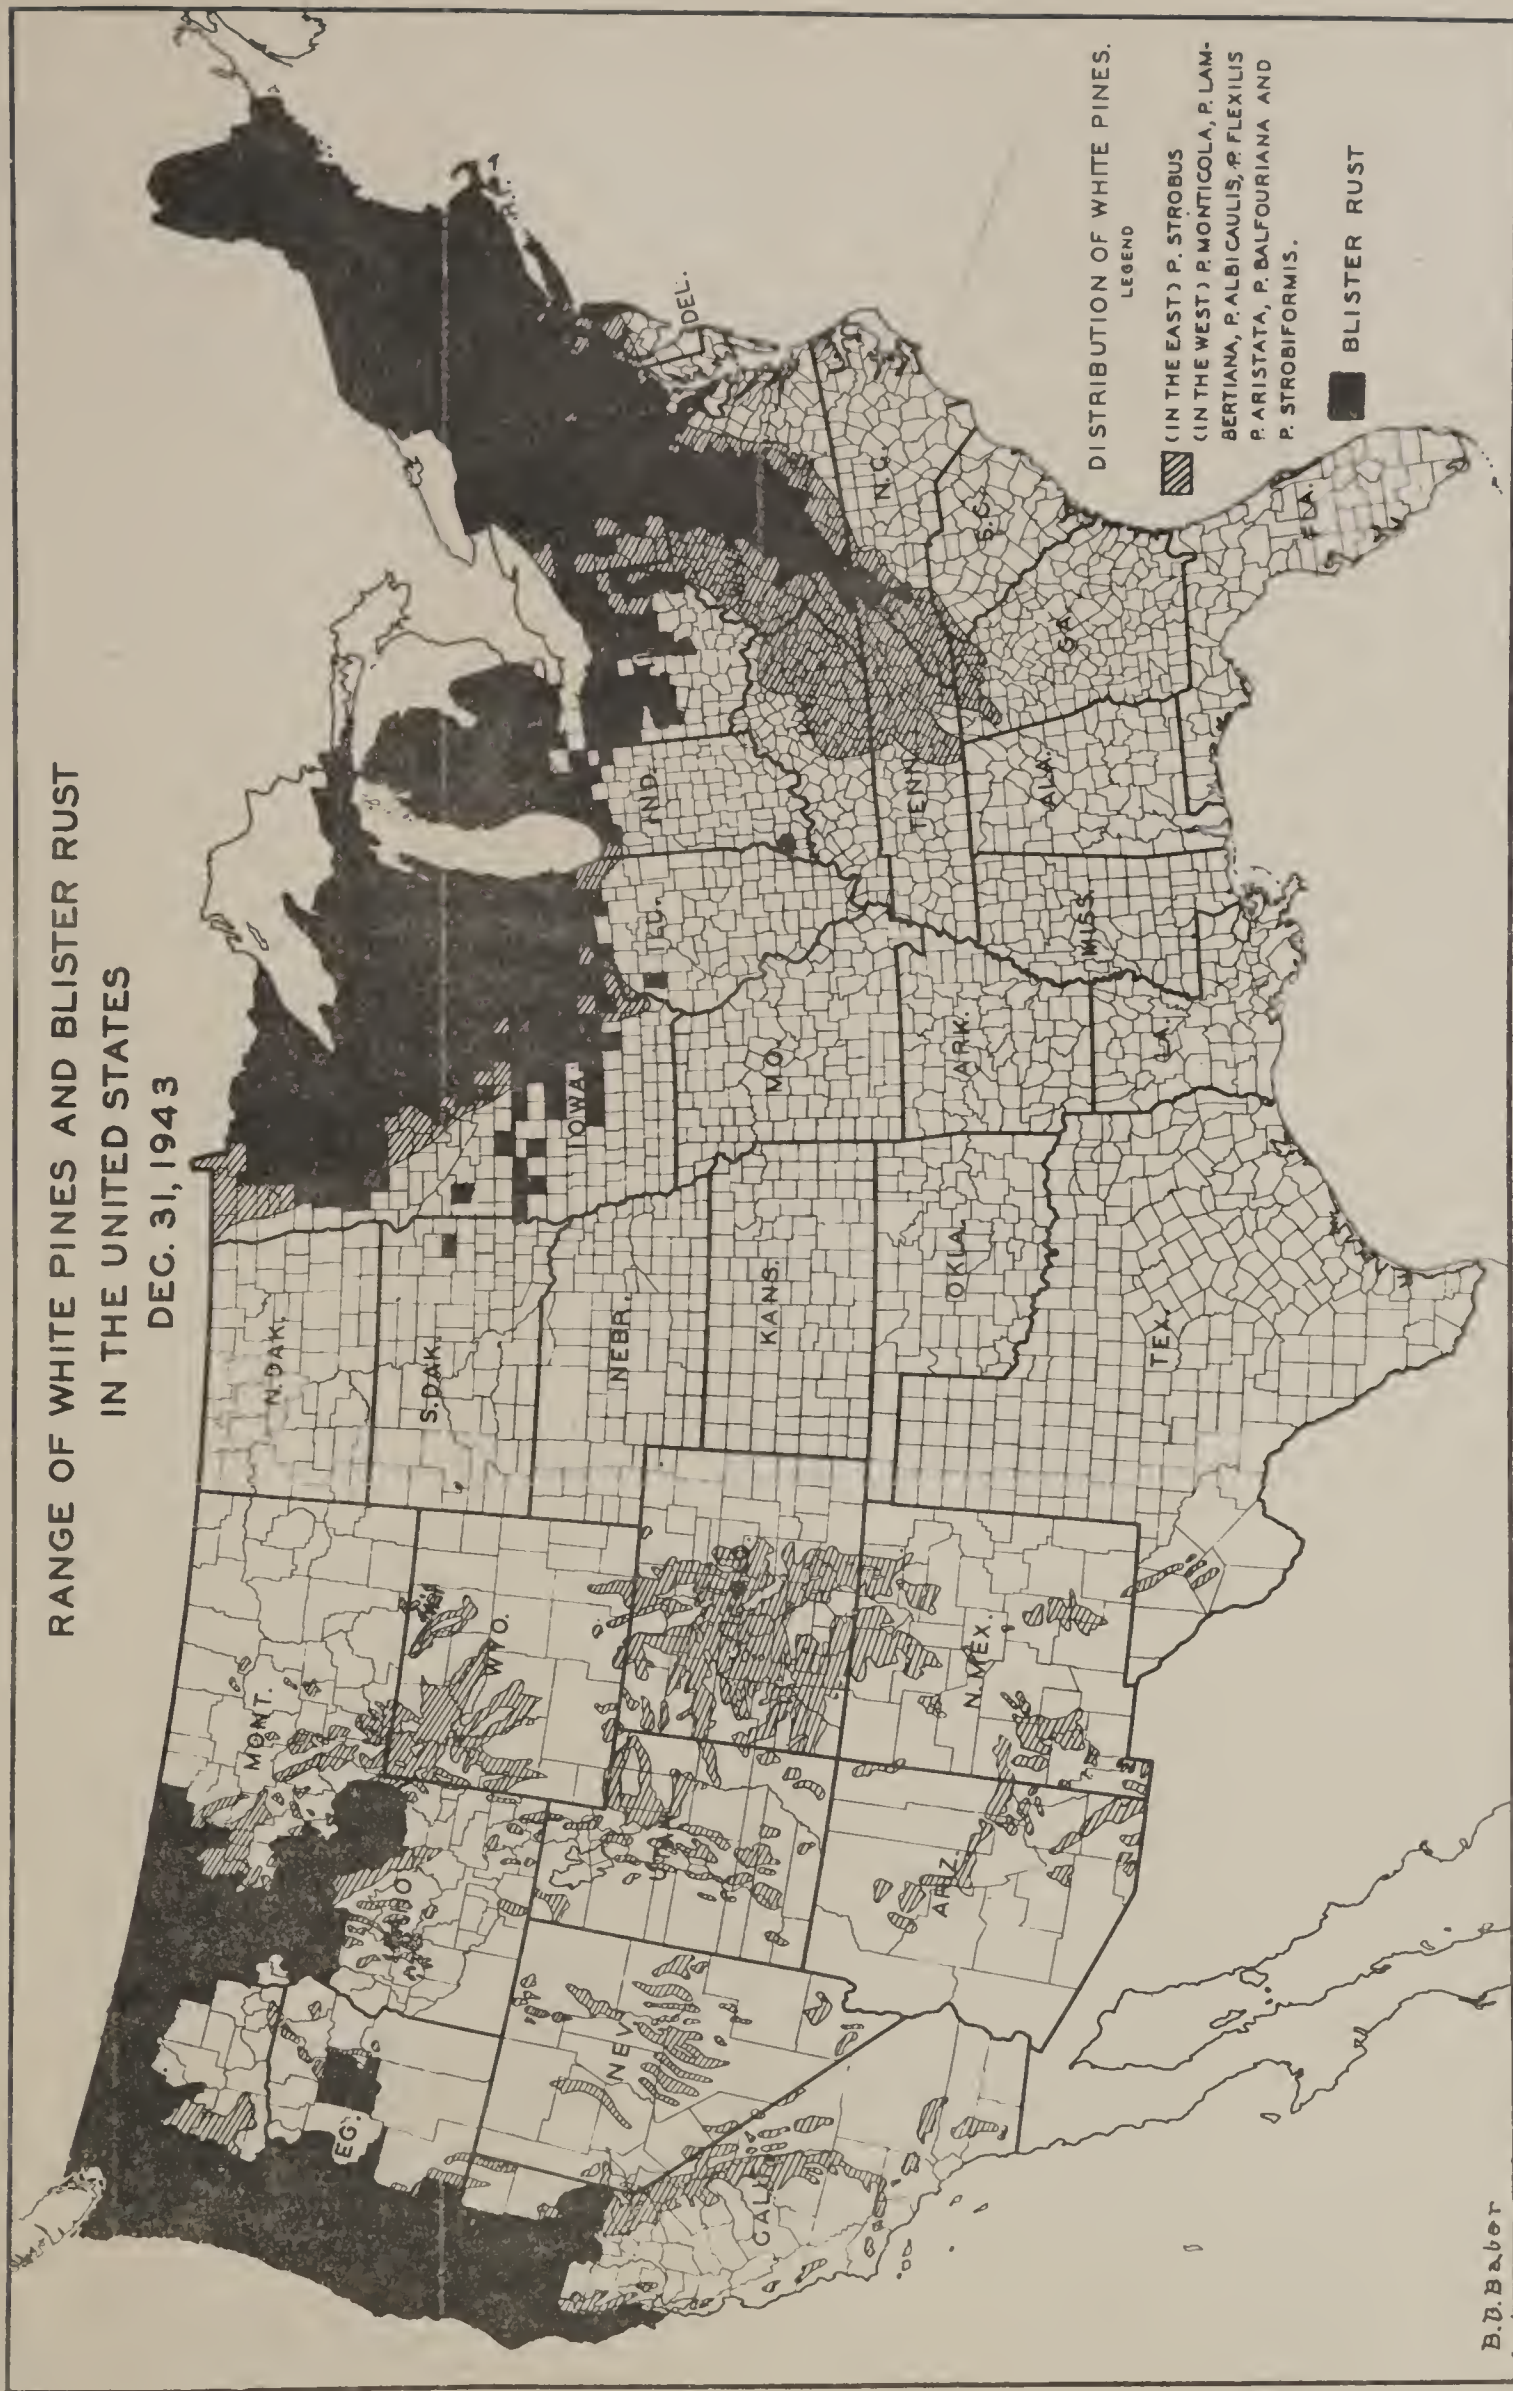 RANGE OF WHITE PINES AND BLISTER RUST
IN THE UNITED STATES
DEC. 31, 1943
DISTRIBUTION OF WHITE PINES.
LEGEND
(IN THE EAST) P. STROBUS
(IN THE WEST) P. MONTICOLA, P. LAM-
BERTIANA, P. ALBICAULIS, P. FLEXILIS
P. ARISTATA, P. BALFOURIANA AND
P. STROBIFORMIS.
BLISTER RUST
MONT.
N.DAK.
S.DAK.
WYO.
NEBR.
IOWA
ILL.
IND.
DEL.
R.I.
EG.
IDAHO
NEV.
UTAH
KANS.
MO.
TENN.
N.C.
S.C.
CALIF.
ARIZ.
N.MEX.
OKLA.
ARK.
TEX.
LA.
MISS.
ALA.
GA.
FLA.
B.B.Baber